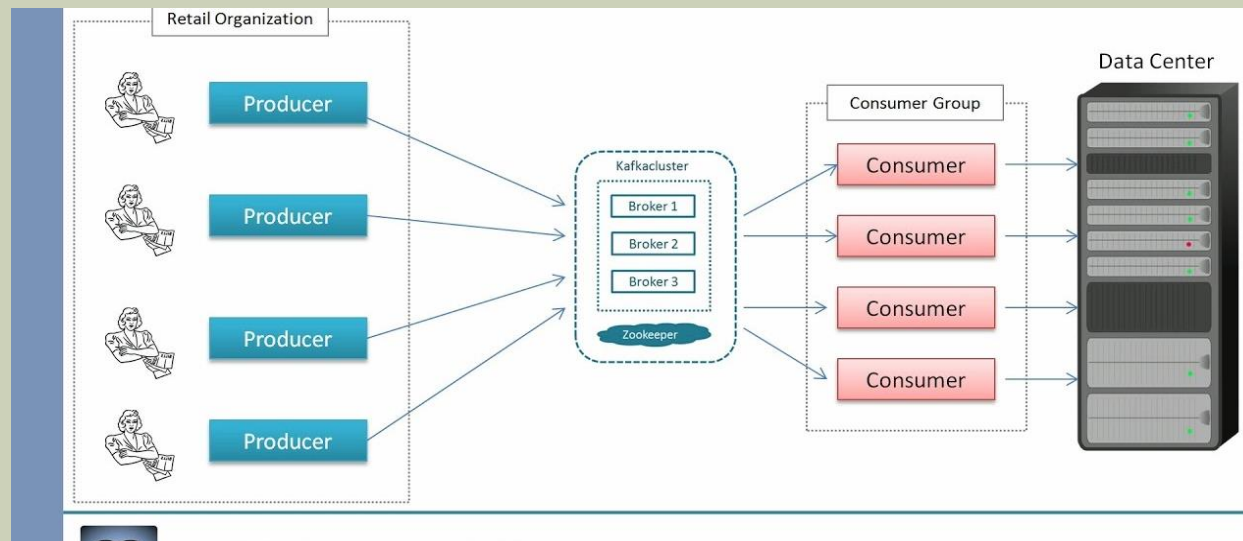 Retail Organization
Producer
Producer
Producer
Producer
Kafkacluster
Broker 1
Broker 2
Broker 3
Zookeeper
Consumer Group
Consumer
Consumer
Consumer
Consumer
Data Center